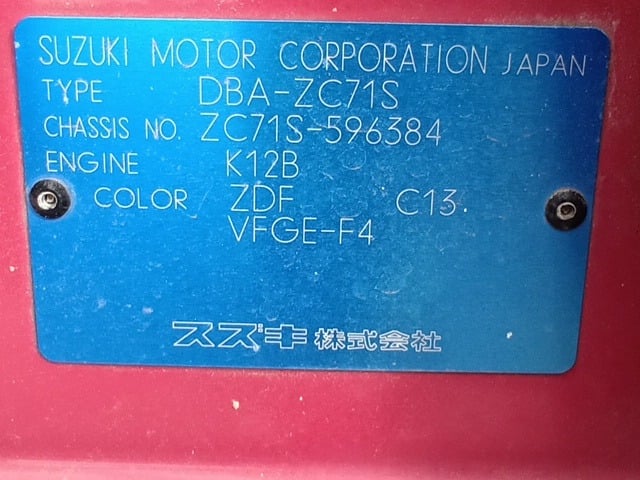 SUZUKI MOTOR CORPORATION JAPAN
TYPE DBA-ZC71S
CHASSIS NO. ZC71S-596384
ENGINE K12B
COLOR ZDF C13
VFGE-F4
スズキ株式会社